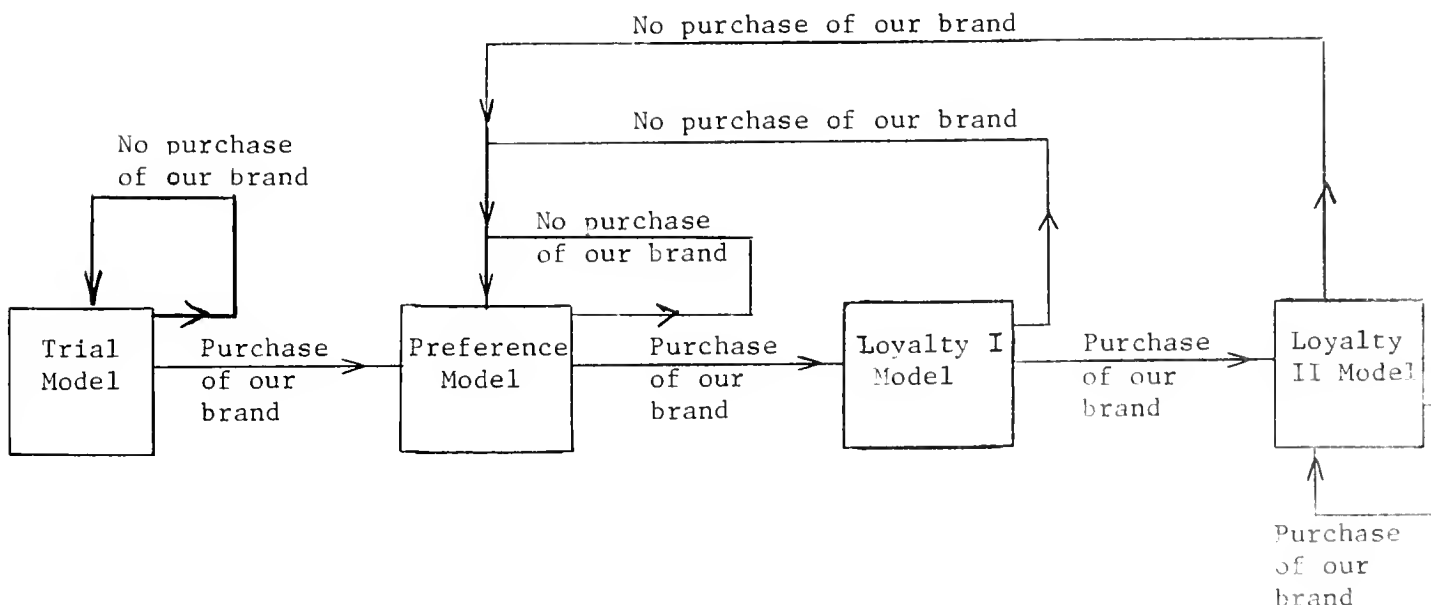 No purchase of our brand
No purchase of our brand
No purchase
of our brand
No purchase
of our brand
Trial
Model
Purchase
of our
brand
Preference
Model
Purchase
of our
brand
Loyalty I
Model
Purchase
of our
brand
Loyalty
II Model
Purchase
of our
brand